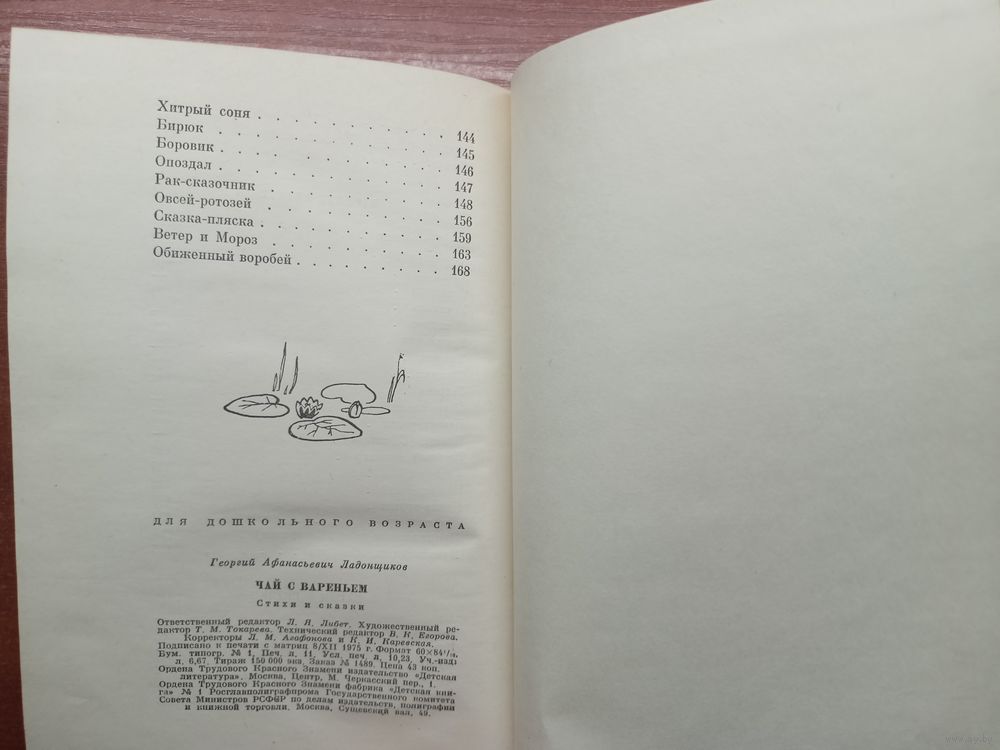 Хитрый соня . . . . . . . . . 144
Бирюк . . . . . . . . . . . 145
Боровик . . . . . . . . . . . 146
Опоздал . . . . . . . . . . . 147
Рак-сказочник . . . . . . . . . 148
Овсей-ротозей . . . . . . . . . 156
Сказка-пляска . . . . . . . . . 159
Ветер и Мороз . . . . . . . . . 163
Обиженный воробей . . . . . . . . 168
ДЛЯ ДОШКОЛЬНОГО ВОЗРАСТА
Георгий Афанасьевич Ладонщиков
ЧАЙ С ВАРЕНЬЕМ
Стихи и сказки
Ответственный редактор Л. Я. Либет. Художественный ре-
дактор Т. М. Токарева. Технический редактор В. К. Егорова.
Корректоры Л. М. Агафонова и К. И. Каревская.
Подписано к печати с матриц 8/XII 1975 г. Формат 60×84¹/₁₆.
Бум. типогр. № 1. Печ. л. 11. Усл. печ. л. 10,23. Уч.-изд.
л. 6,67. Тираж 150 000 экз. Заказ № 1489. Цена 43 коп.
Ордена Трудового Красного Знамени издательство «Детская
литература». Москва, Центр, М. Черкасский пер., 1.
Ордена Трудового Красного Знамени фабрика «Детская кни-
га» № 1 Росглавполиграфпрома Государственного комитета
Совета Министров РСФСР по делам издательств, полиграфии
и книжной торговли. Москва, Сущевский вал, 49.